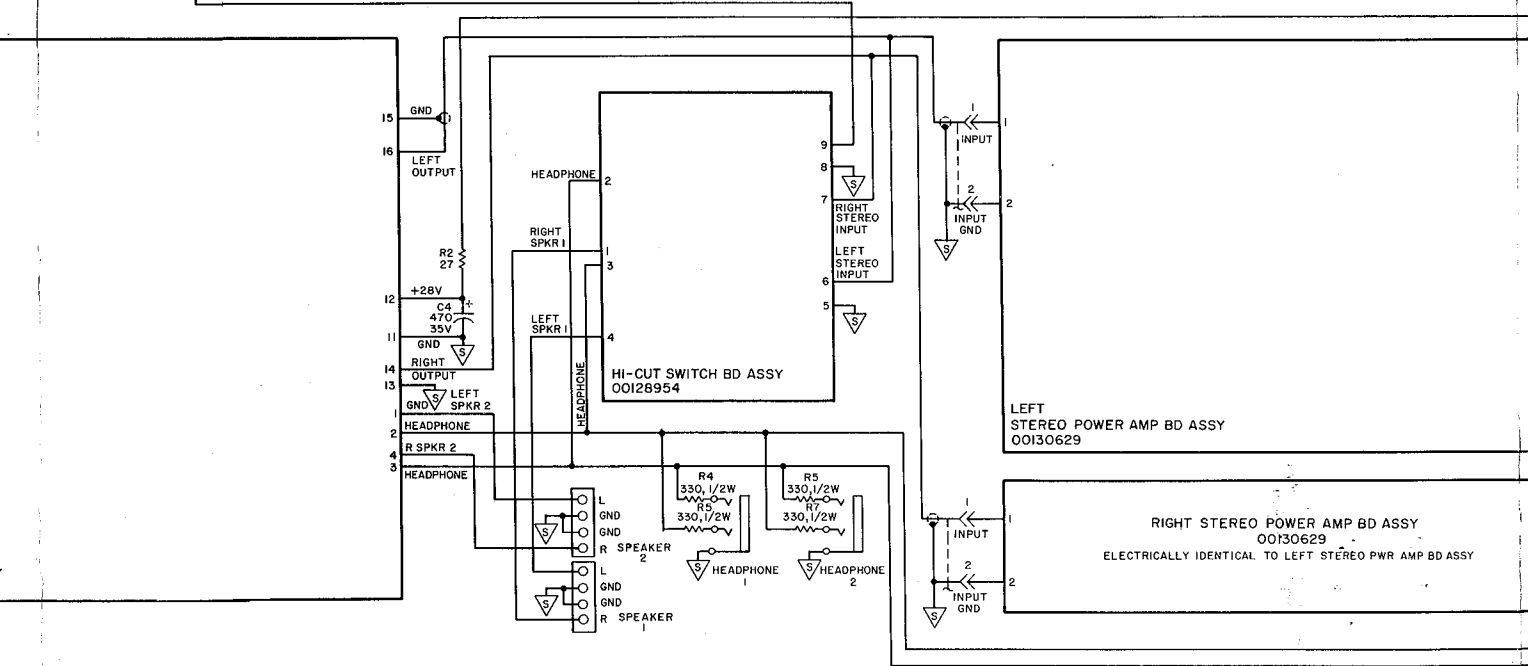 15 GND
16
LEFT
OUTPUT
R2
27
12 +28V
C4 +
470
35V
11
GND
14 RIGHT
OUTPUT
13
S
GND
LEFT
SPKR 2
1
2 HEADPHONE
4 R SPKR 2
3
HEADPHONE
HEADPHONE
2
RIGHT
SPKR 1
1
3
LEFT
SPKR 1
4
HEADPHONE
HI-CUT SWITCH BD ASSY
00128954
9
8
S
7
RIGHT
STEREO
INPUT
LEFT
STEREO
INPUT
6
5
S
S
L
GND
GND
R SPEAKER
2
S
L
GND
GND
R SPEAKER
1
S
R4
330, 1/2W
R5
330, 1/2W
S HEADPHONE
1
R5
330, 1/2W
R7
330, 1/2W
S HEADPHONE
2
1
1
INPUT
2
2
INPUT
GND
S
LEFT
STEREO POWER AMP BD ASSY
00130629
1
1
INPUT
2
2
INPUT
GND
S
RIGHT STEREO POWER AMP BD ASSY
00130629
ELECTRICALLY IDENTICAL TO LEFT STEREO PWR AMP BD ASSY